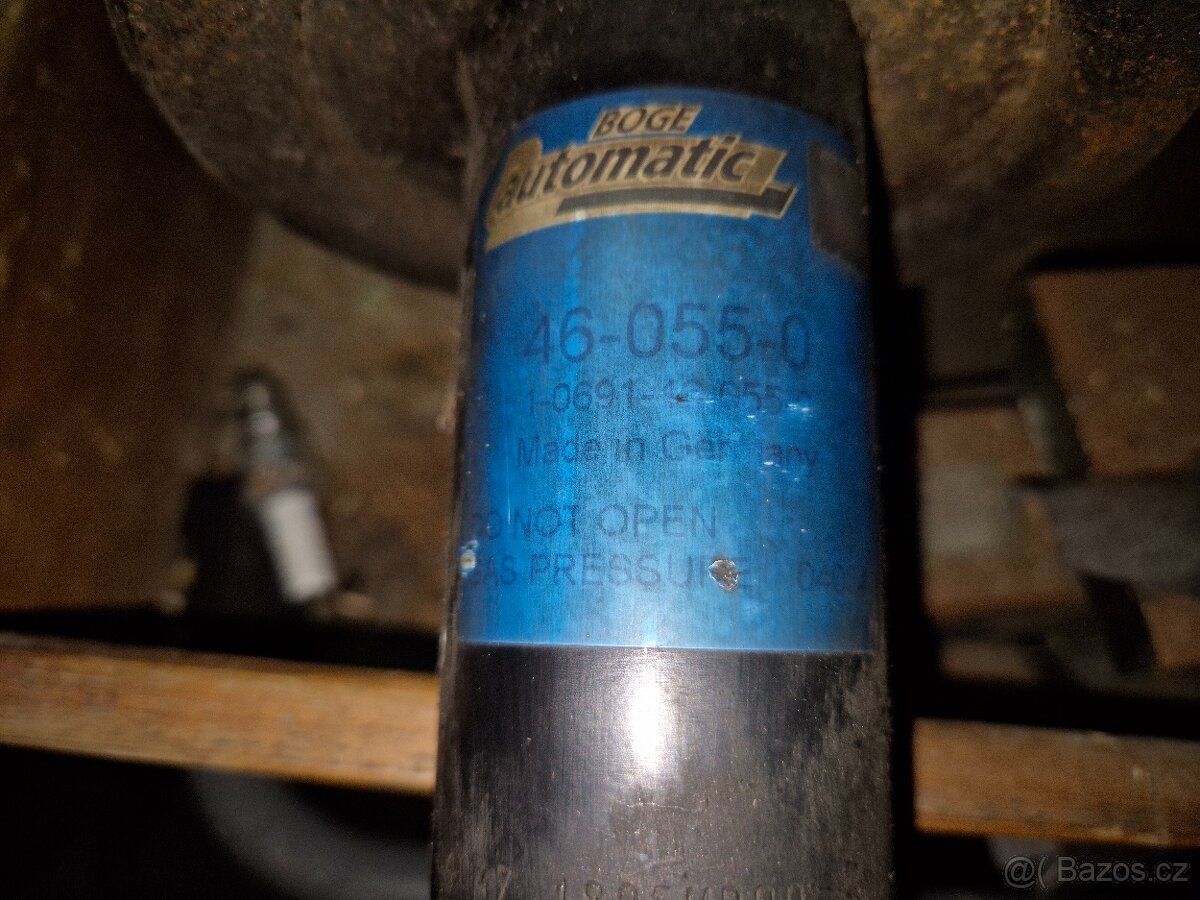 BOGE
automatic
46-055-0
Made in Germany
DO NOT OPEN
GAS PRESSURE
@( Bazos.cz